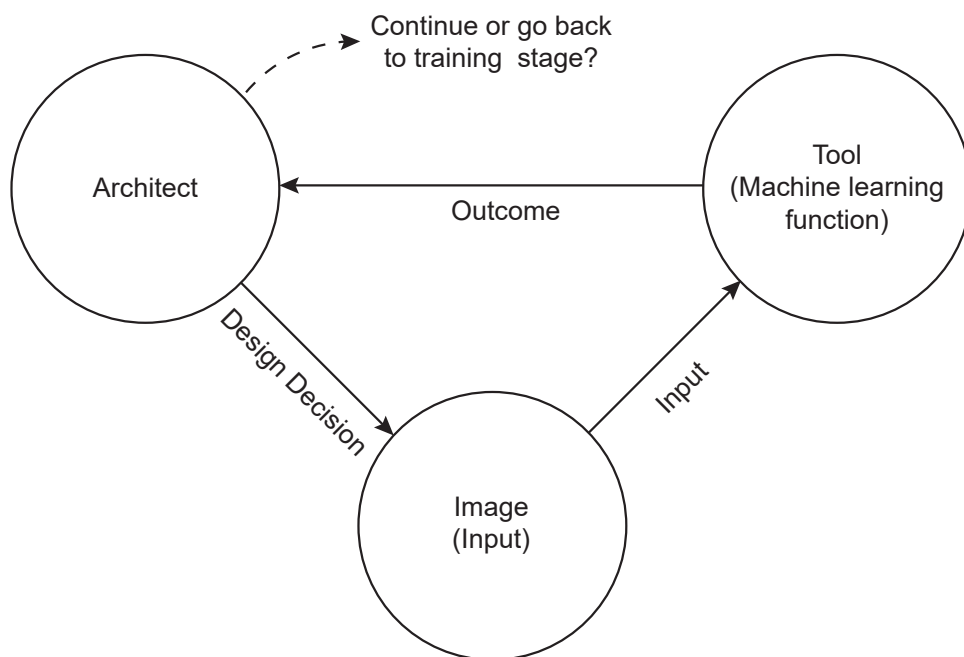 Continue or go back
to training stage?
Architect
Tool
(Machine learning
function)
Outcome
Design Decision
Input
Image
(Input)